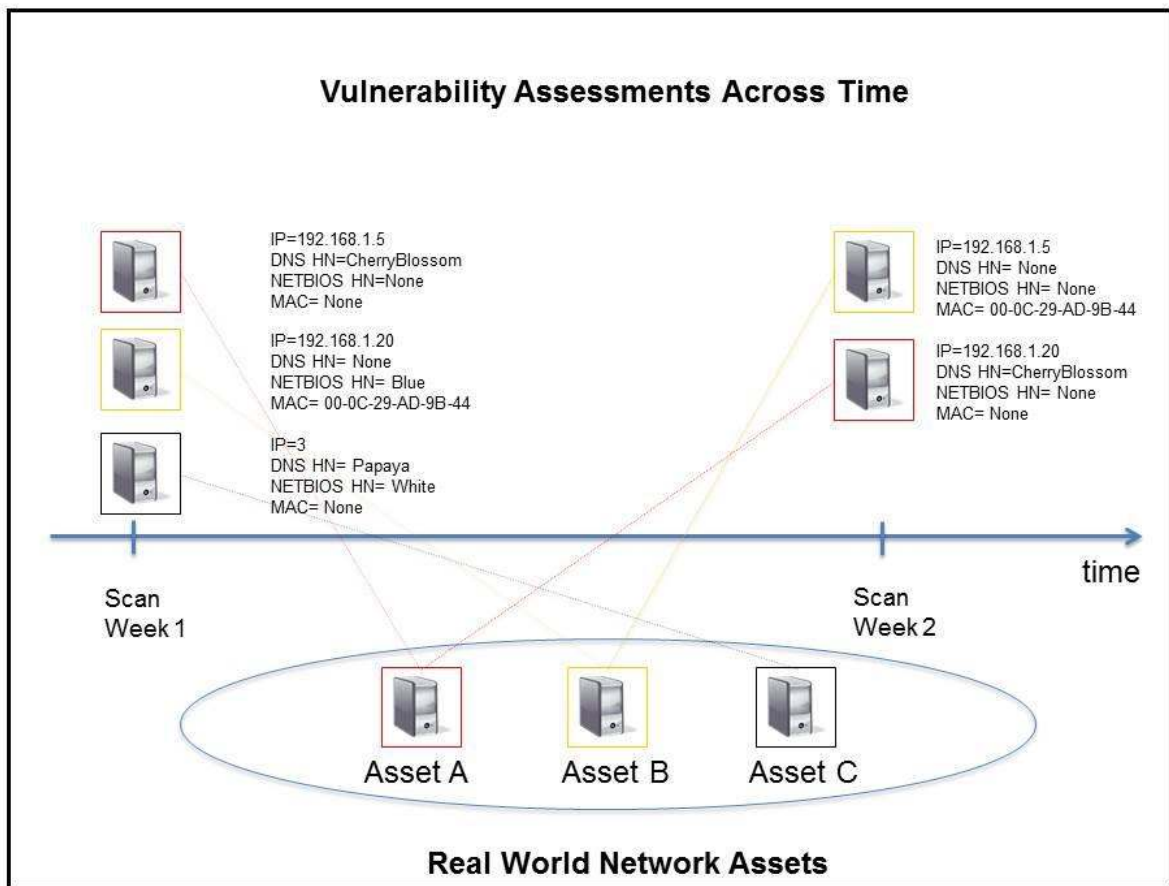 Vulnerability Assessments Across Time
IP=192.168.1.5
DNS HN=CherryBlossom
NETBIOS HN=None
MAC= None
IP=192.168.1.20
DNS HN= None
NETBIOS HN= Blue
MAC= 00-0C-29-AD-9B-44
IP=3
DNS HN= Papaya
NETBIOS HN= White
MAC= None
IP=192.168.1.5
DNS HN= None
NETBIOS HN= None
MAC= 00-0C-29-AD-9B-44
IP=192.168.1.20
DNS HN=CherryBlossom
NETBIOS HN= None
MAC= None
time
Scan
Week 1
Scan
Week 2
Asset A
Asset B
Asset C
Real World Network Assets